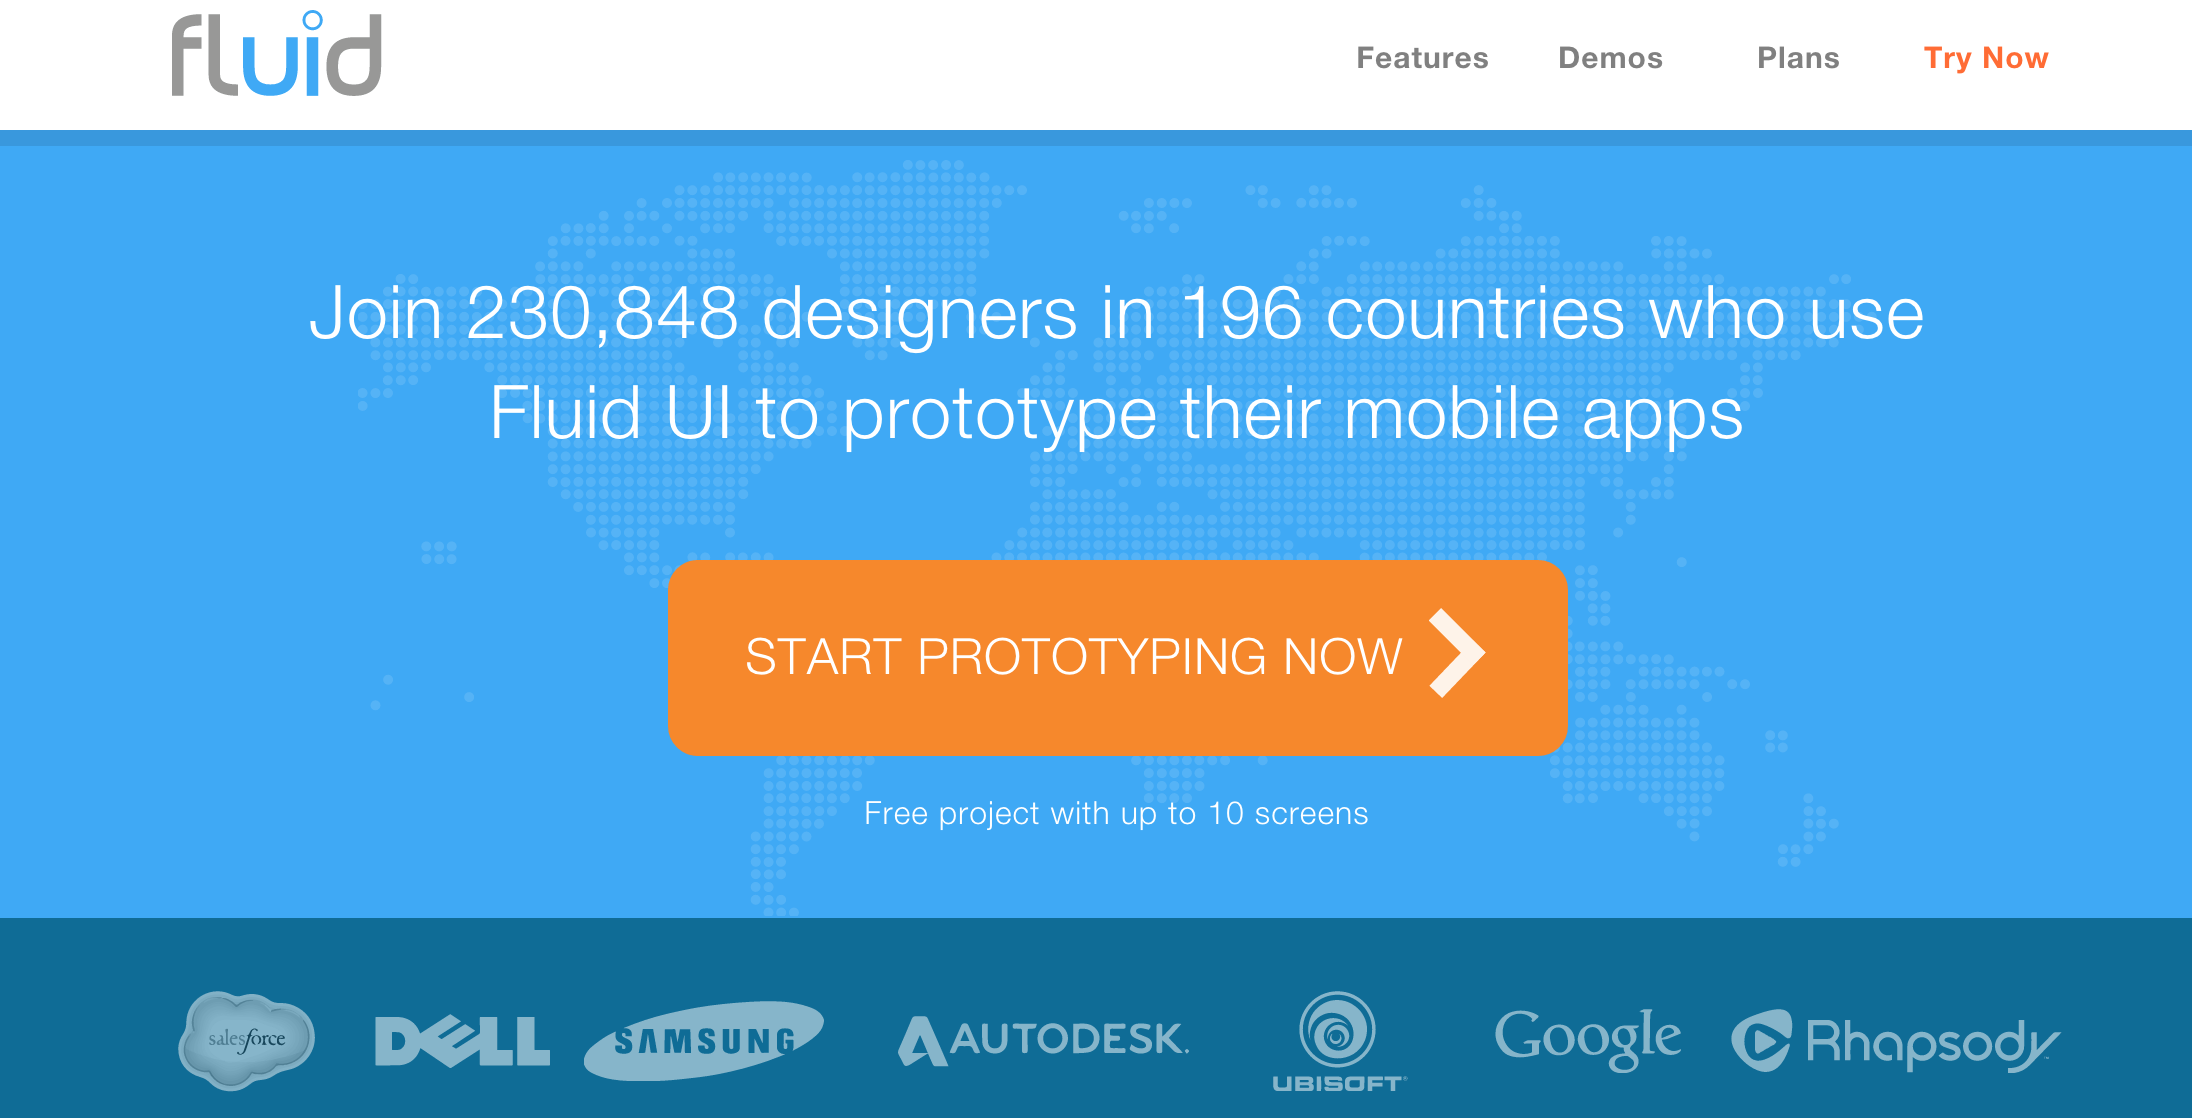 fluid
Features Demos Plans Try Now
Join 230,848 designers in 196 countries who use
Fluid UI to prototype their mobile apps
START PROTOTYPING NOW
Free project with up to 10 screens
salesforce DELL SAMSUNG AUTODESK. UBISOFT® Google Rhapsody™